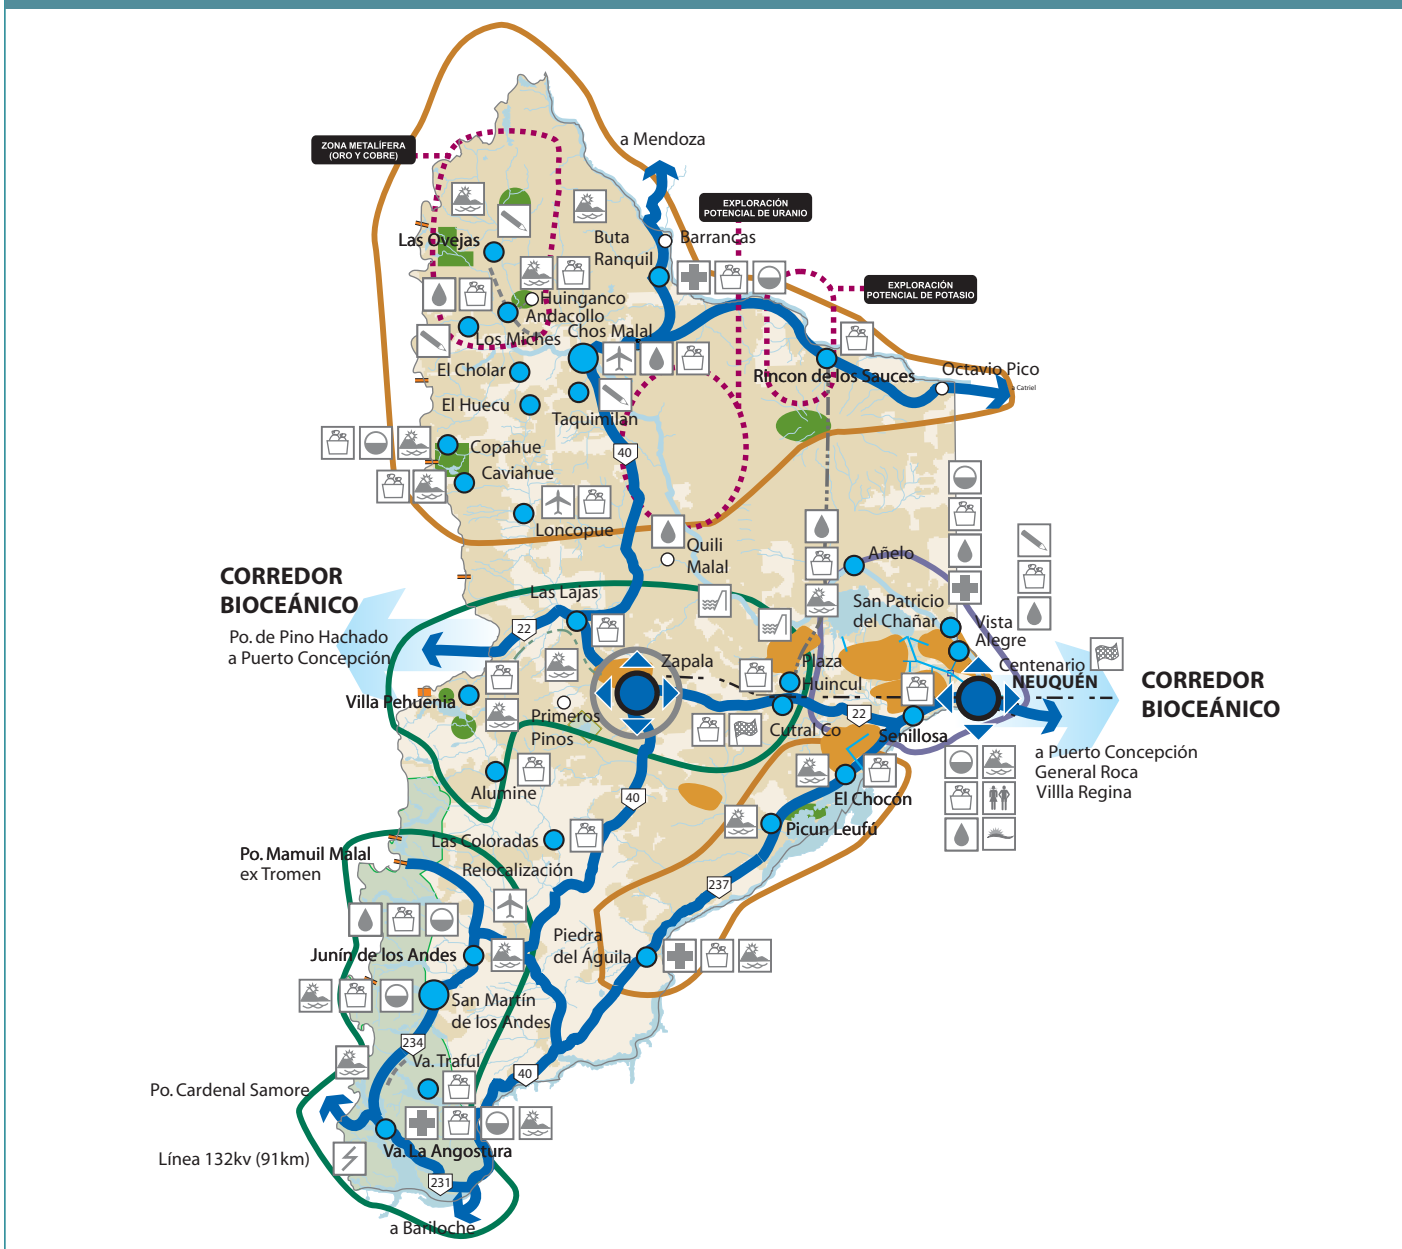 a Mendoza
ZONA METALÍFERA
(ORO Y COBRE)
EXPLORACIÓN
POTENCIAL DE URANIO
Las Ovejas
Buta
Ranquil
Barrancas
EXPLORACIÓN
POTENCIAL DE POTASIO
Huinganco
Andacollo
Los Miches
Chos Malal
El Cholar
Rincon de los Sauces
Octavio Pico
a Catriel
El Huecu
Taquimilan
Copahue
40
Caviahue
Loncopue
Quili
Malal
Añelo
CORREDOR
BIOCEÁNICO
Po. de Pino Hachado
a Puerto Concepción
Las Lajas
22
San Patricio
del Chañar
Vista
Alegre
Centenario
NEUQUÉN
CORREDOR
BIOCEÁNICO
Zapala
Plaza
Huincul
Villa Pehuenia
Primeros
Pinos
Cutral Co
22
Senillosa
a Puerto Concepción
General Roca
Villla Regina
Alumine
40
El Chocón
Picun Leufú
Las Coloradas
Relocalización
Po. Mamuil Malal
ex Tromen
237
Junín de los Andes
Piedra
del Águila
San Martín
de los Andes
234
Va. Traful
40
Po. Cardenal Samore
Va. La Angostura
Línea 132kv (91km)
231
a Bariloche